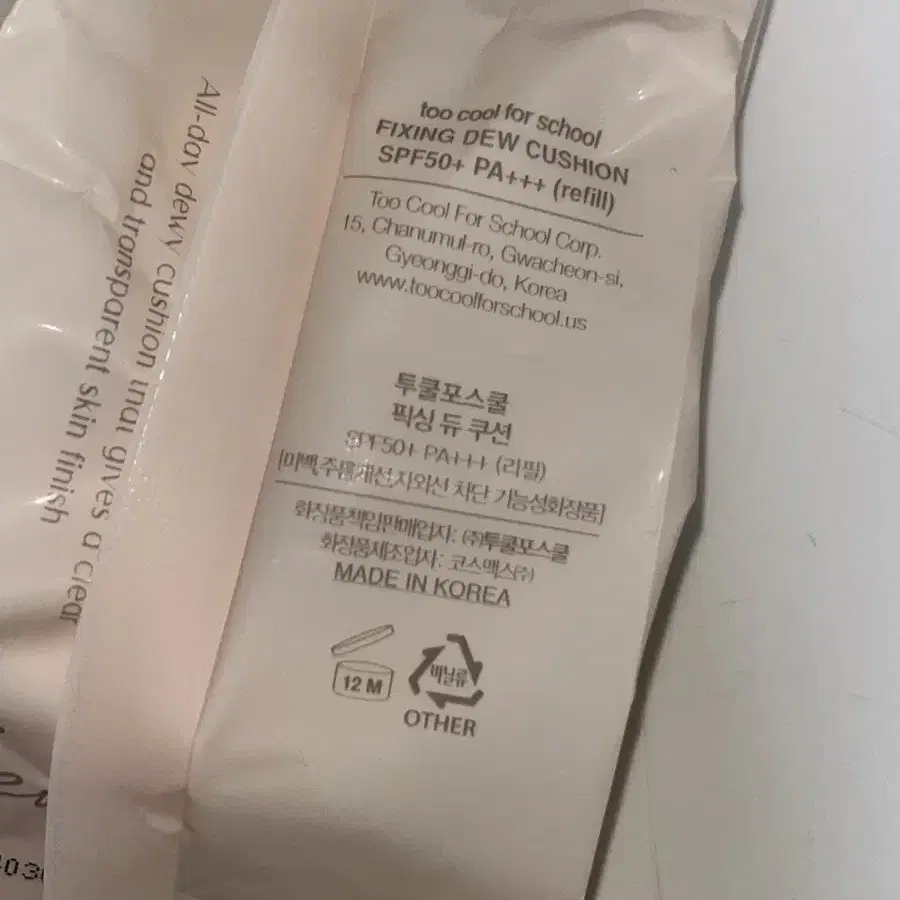 All-day dewy cushion that gives a clear
and transparent skin finish
too cool for school
FIXING DEW CUSHION
SPF50+ PA+++ (refill)
Too Cool For School Corp.
15, Chanumul-ro, Gwacheon-si,
Gyeonggi-do, Korea
www.toocoolforschool.us
투쿨포스쿨
픽싱 듀 쿠션
SPF50+ PA+++ (리필)
[미백,주름개선,자외선 차단 기능성화장품]
화장품책임판매업자: (주)투쿨포스쿨
화장품제조업자: 코스맥스(주)
MADE IN KOREA
12 M
비닐류
OTHER